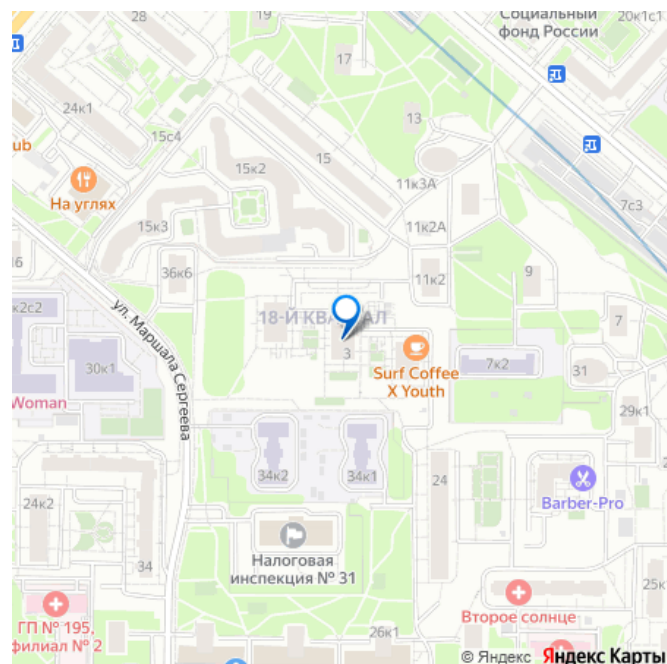 Социальный
фонд России
20к1с1
28
19
17
24к1
15с4
13
15
15к2
ub
На углях
11к3А
7с3
15к3
11к2А
16
36к6
11к2
9
к2с2
ул. Маршала Сергеева
18-Й КВАРТАЛ
7
3
Surf Coffee
X Youth
7к2
31
30к1
Woman
29к1
34к2
34к1
24
24к2
Barber-Pro
Налоговая
инспекция № 31
34
ГП № 195,
филиал № 2
Второе солнце
25к
26к1
© Яндекс Яндекс Карты